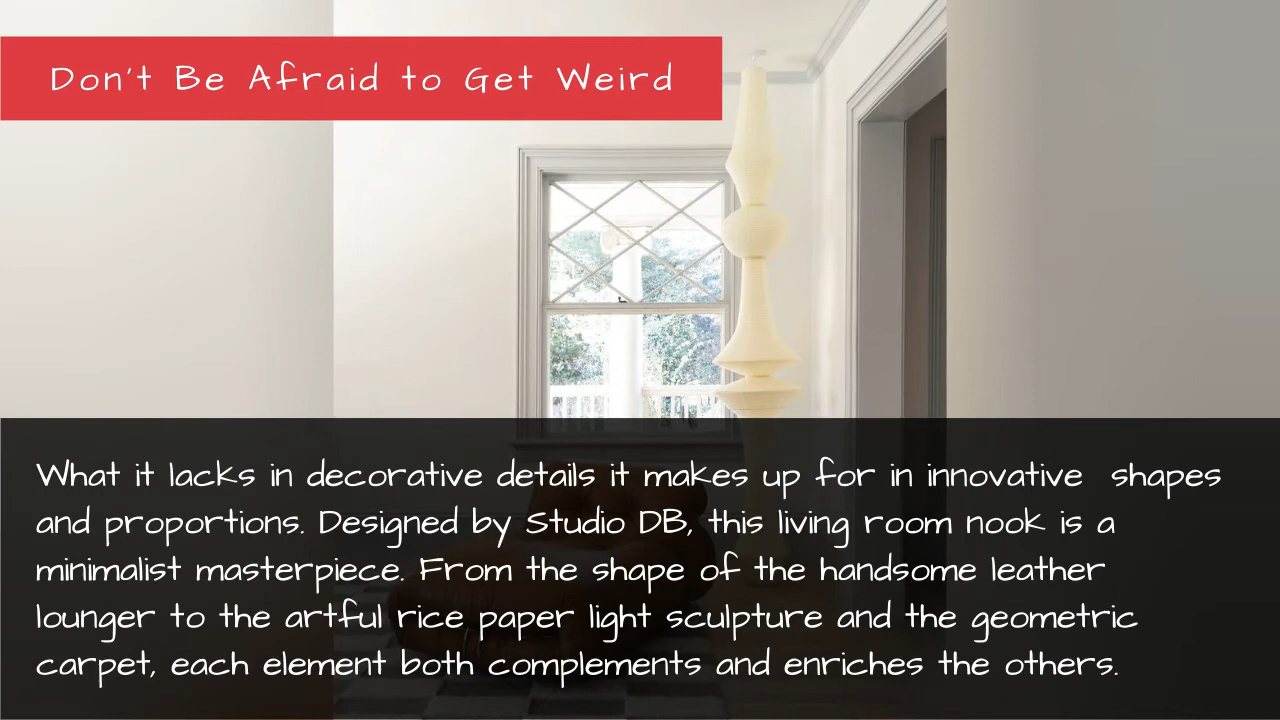 Don't Be Afraid to Get Weird
What it lacks in decorative details it makes up for in innovative  shapes
and proportions. Designed by Studio DB, this living room nook is a
minimalist masterpiece. From the shape of the handsome leather
lounger to the artful rice paper light sculpture and the geometric
carpet, each element both complements and enriches the others.